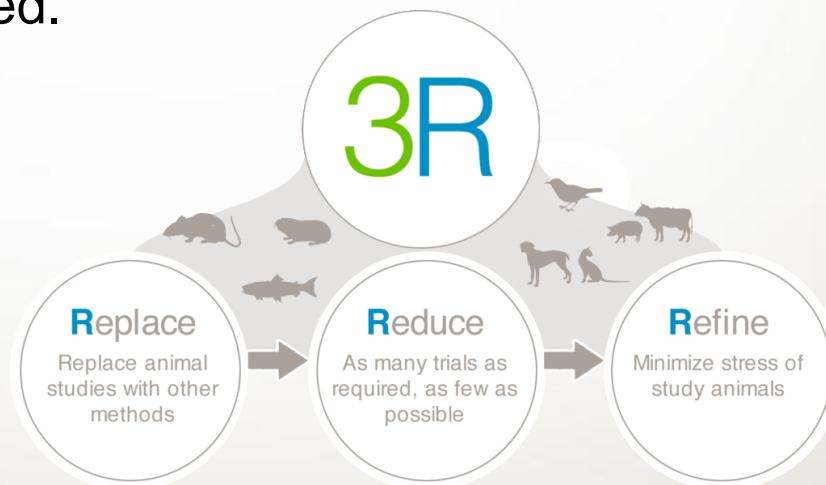 ed.
3R
Replace
Replace animal
studies with other
methods
Reduce
As many trials as
required, as few as
possible
Refine
Minimize stress of
study animals